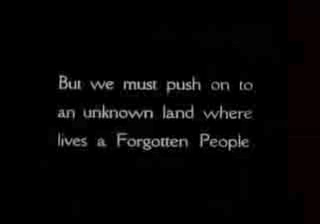 But we must push on to
an unknown land where
lives a Forgotten People